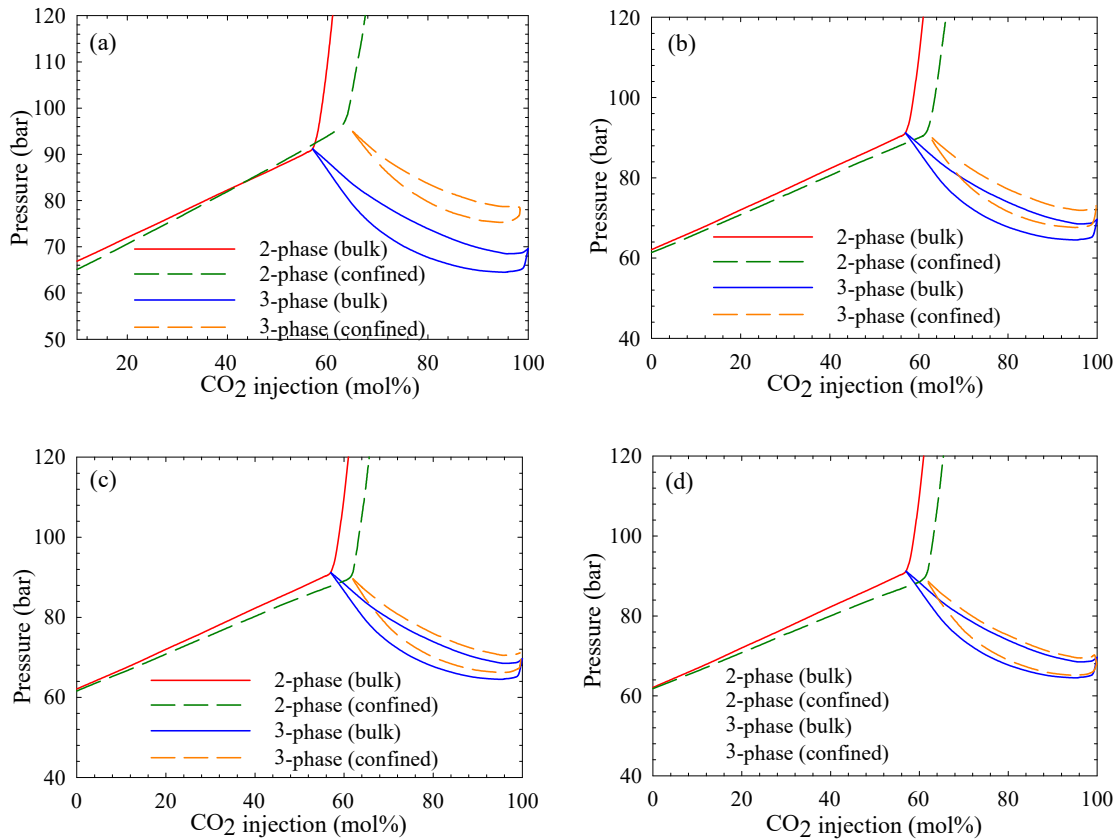 (a)
120
110
100
90
80
70
60
50
Pressure (bar)
2-phase (bulk)
2-phase (confined)
3-phase (bulk)
3-phase (confined)
20 40 60 80 100
CO2 injection (mol%)
(b)
120
100
80
60
40
Pressure (bar)
2-phase (bulk)
2-phase (confined)
3-phase (bulk)
3-phase (confined)
0 20 40 60 80 100
CO2 injection (mol%)
(c)
120
100
80
60
40
Pressure (bar)
2-phase (bulk)
2-phase (confined)
3-phase (bulk)
3-phase (confined)
0 20 40 60 80 100
CO2 injection (mol%)
(d)
120
100
80
60
40
Pressure (bar)
2-phase (bulk)
2-phase (confined)
3-phase (bulk)
3-phase (confined)
0 20 40 60 80 100
CO2 injection (mol%)